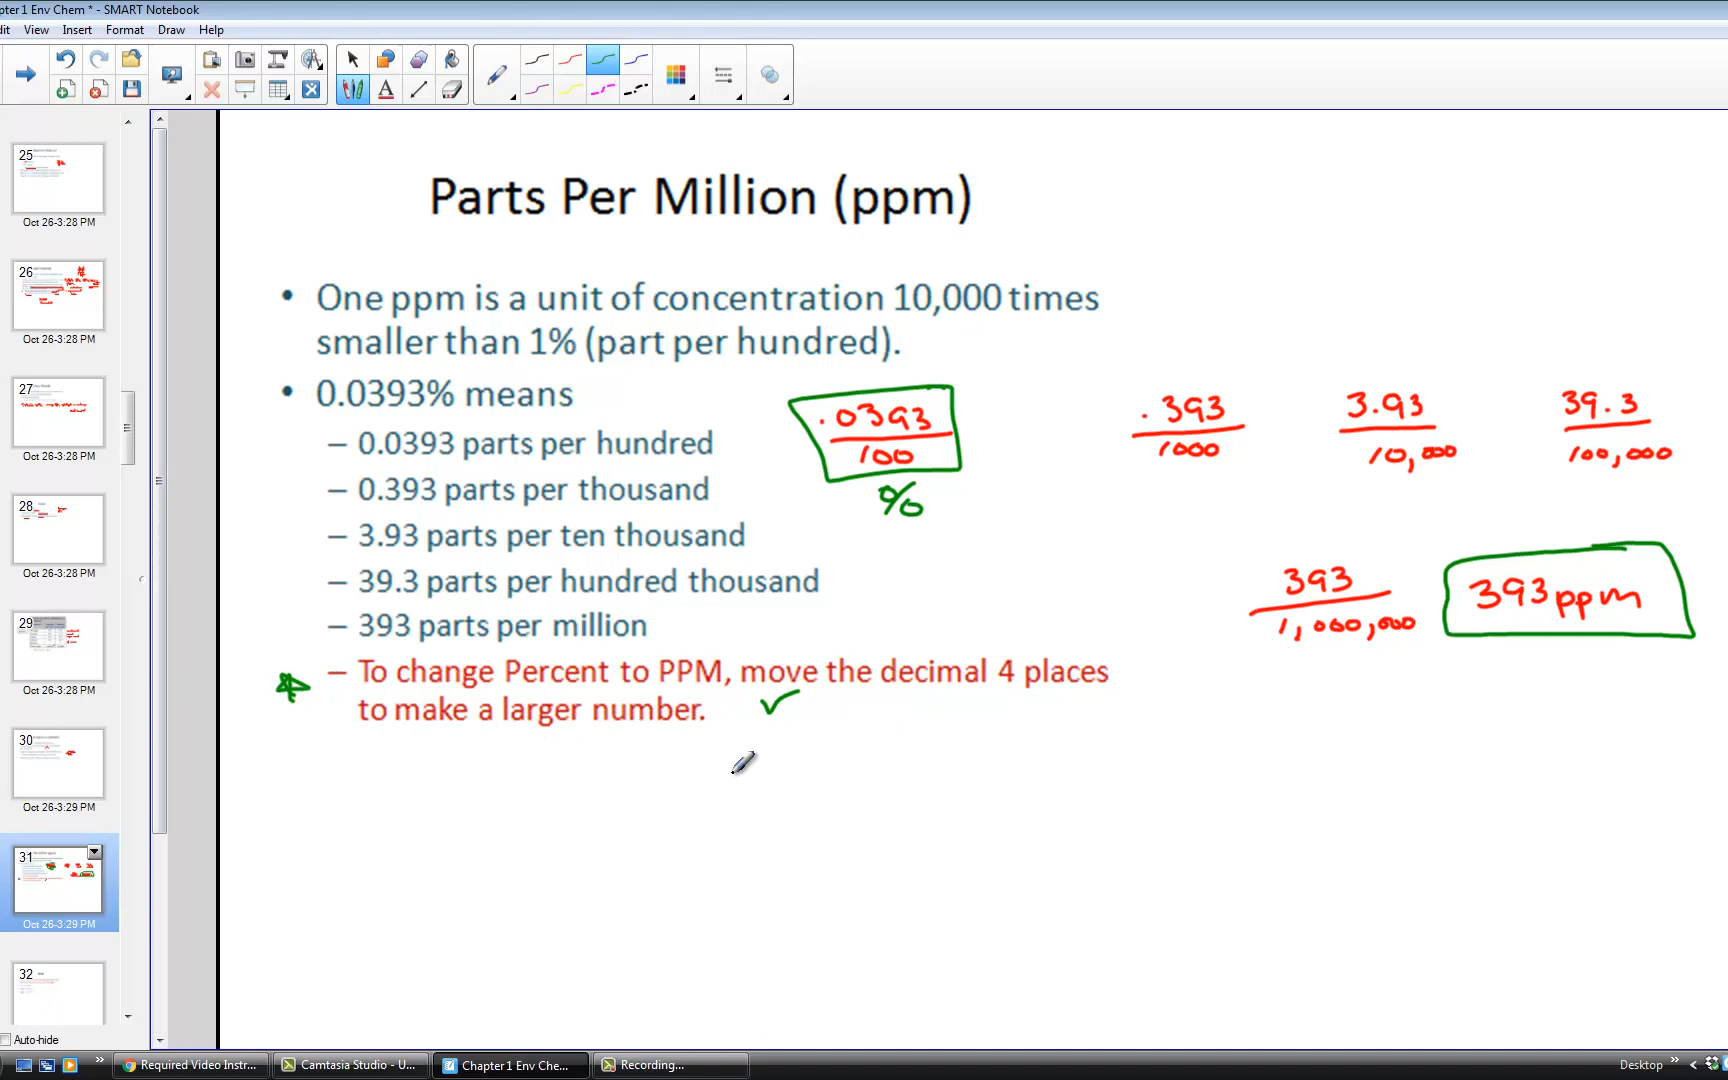 pter 1 Env Chem * - SMART Notebook
dit View Insert Format Draw Help
25
Oct 26-3:28 PM
26
Oct 26-3:28 PM
27
Oct 26-3:28 PM
28
Oct 26-3:28 PM
29
Oct 26-3:28 PM
30
Oct 26-3:29 PM
31
Oct 26-3:29 PM
32
Auto-hide
Parts Per Million (ppm)
• One ppm is a unit of concentration 10,000 times
smaller than 1% (part per hundred).
• 0.0393% means
– 0.0393 parts per hundred
– 0.393 parts per thousand
– 3.93 parts per ten thousand
– 39.3 parts per hundred thousand
– 393 parts per million
– To change Percent to PPM, move the decimal 4 places
to make a larger number.
.0393
100
%
.393
1000
3.93
10,000
39.3
100,000
393
1,000,000
393 ppm
Required Video Instr... Camtasia Studio - U... Chapter 1 Env Che... Recording... Desktop